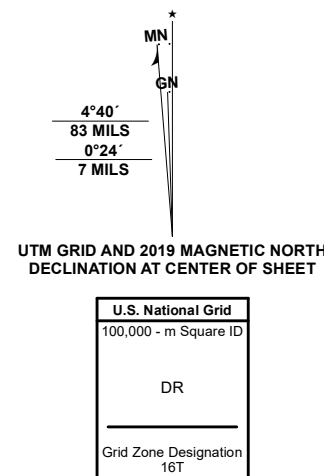 ★
MN
GN
4°40´
83 MILS
0°24´
7 MILS
UTM GRID AND 2019 MAGNETIC NORTH
DECLINATION AT CENTER OF SHEET
U.S. National Grid
100,000 - m Square ID
DR
Grid Zone Designation
16T